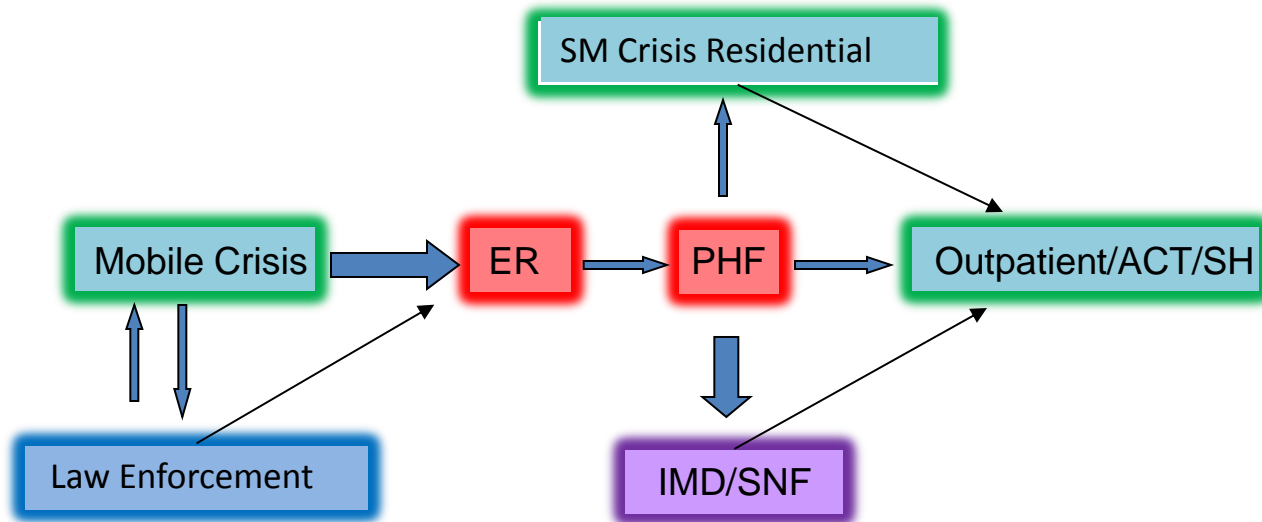 SM Crisis Residential
Mobile Crisis
ER
PHF
Outpatient/ACT/SH
Law Enforcement
IMD/SNF